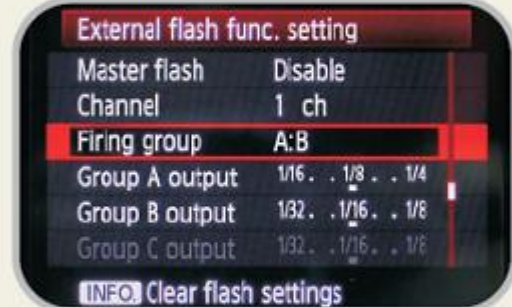 External flash func. setting
Master flash Disable
Channel 1 ch
Firing group A:B
Group A output 1/16 . . 1/8 . . 1/4
Group B output 1/32 . . 1/16 . . 1/8
Group C output 1/32 . . 1/16 . . 1/8
INFO. Clear flash settings